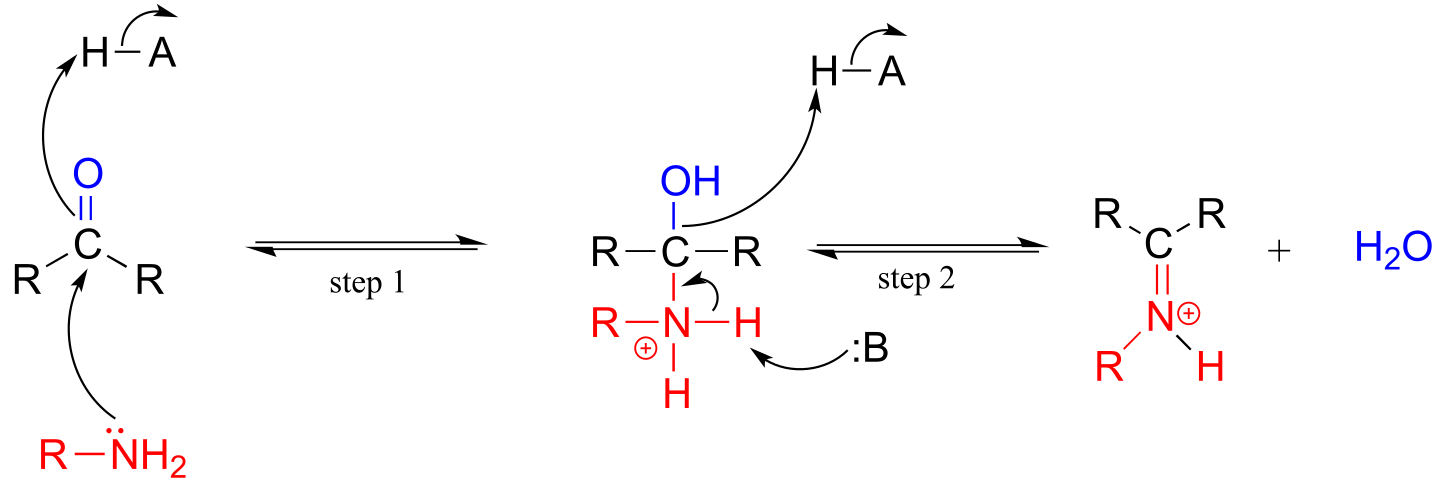 H–A
O
C
R R
R–NH₂
step 1
H–A
OH
R–C–R
R–N–H
⊕
H
:B
step 2
R R
C
N⊕
R H
+ H₂O